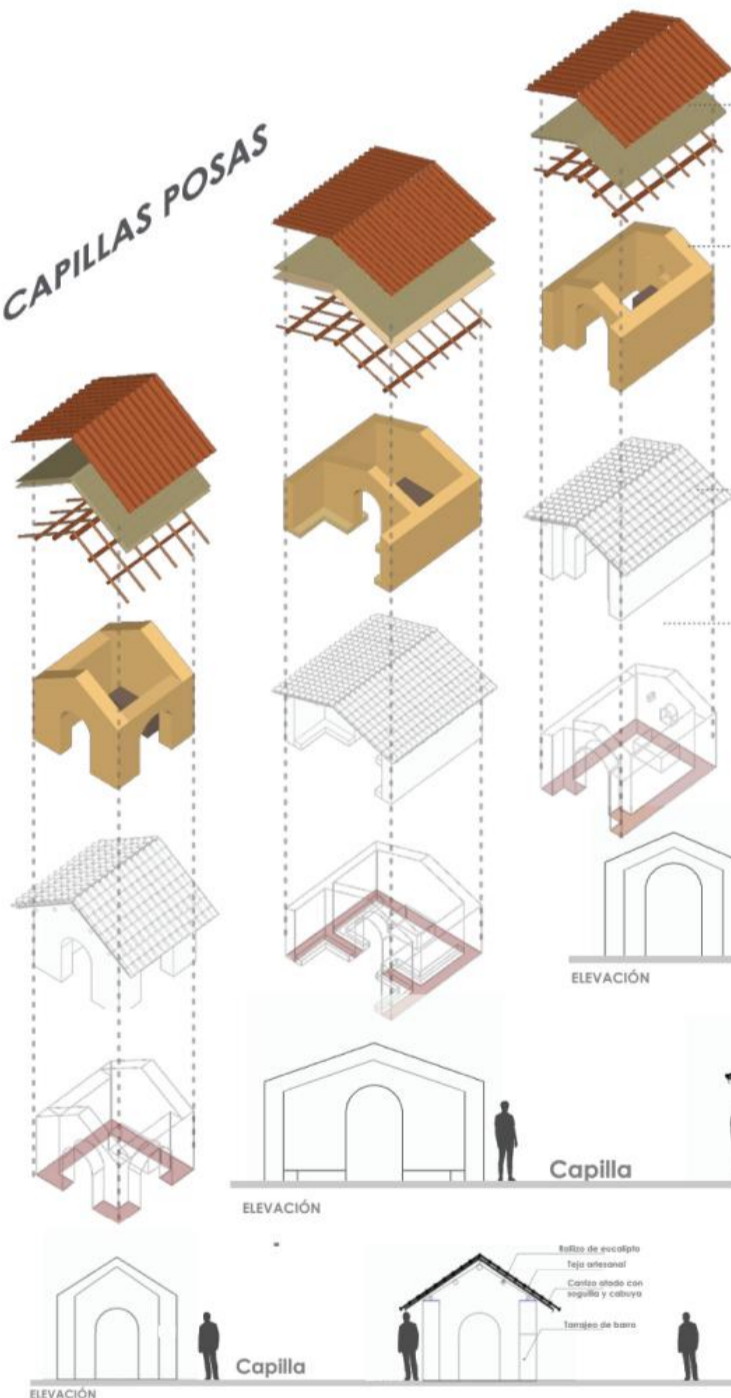 CAPILLAS POSAS
ELEVACIÓN
Capilla
ELEVACIÓN
Rollizo de eucalipto
Teja artesanal
Carrizo atado con
soguilla y cabuya
Tarrajeo de barro
Capilla
ELEVACIÓN